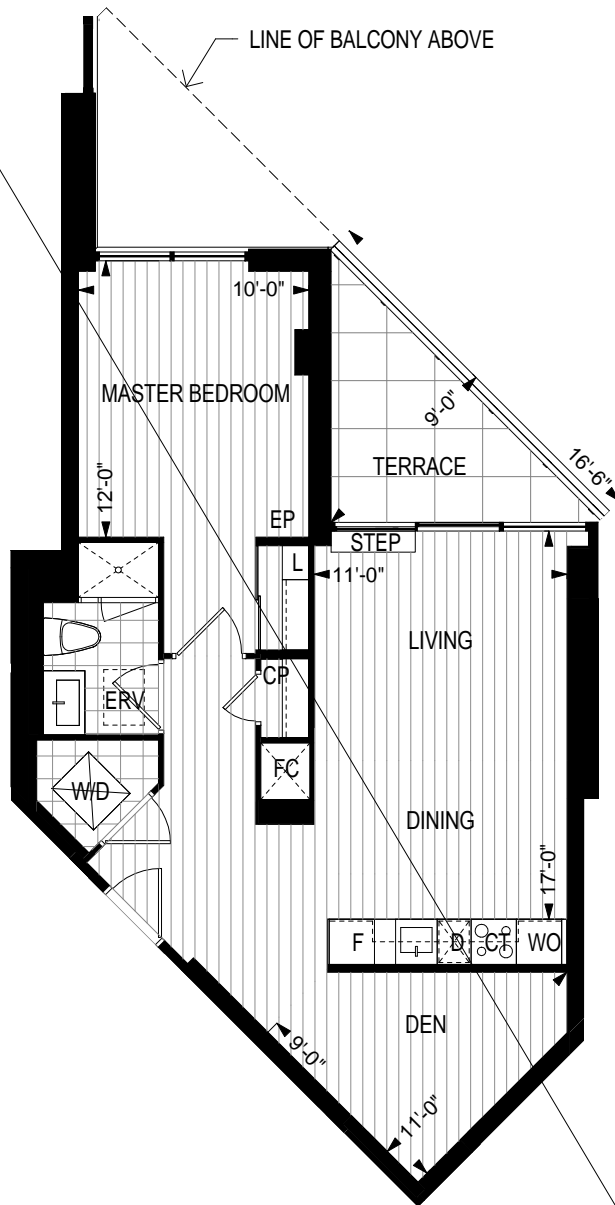 LINE OF BALCONY ABOVE
10'-0"
MASTER BEDROOM
9'-0"
16'-6"
TERRACE
12'-0"
EP
STEP
L
11'-0"
LIVING
CP
ERV
FC
W/D
DINING
17'-0"
F
D
CT
WO
DEN
9'-0"
11'-0"